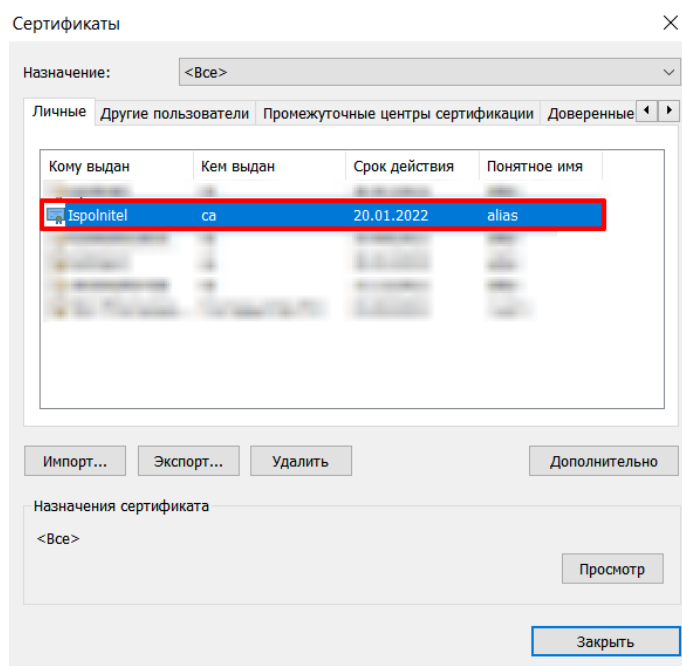 Сертификаты
Назначение: <Все>
Личные Другие пользователи Промежуточные центры сертификации Доверенные
Кому выдан Кем выдан Срок действия Понятное имя
Ispolnitel ca 20.01.2022 alias
Импорт... Экспорт... Удалить Дополнительно
Назначения сертификата
<Все>
Просмотр
Закрыть